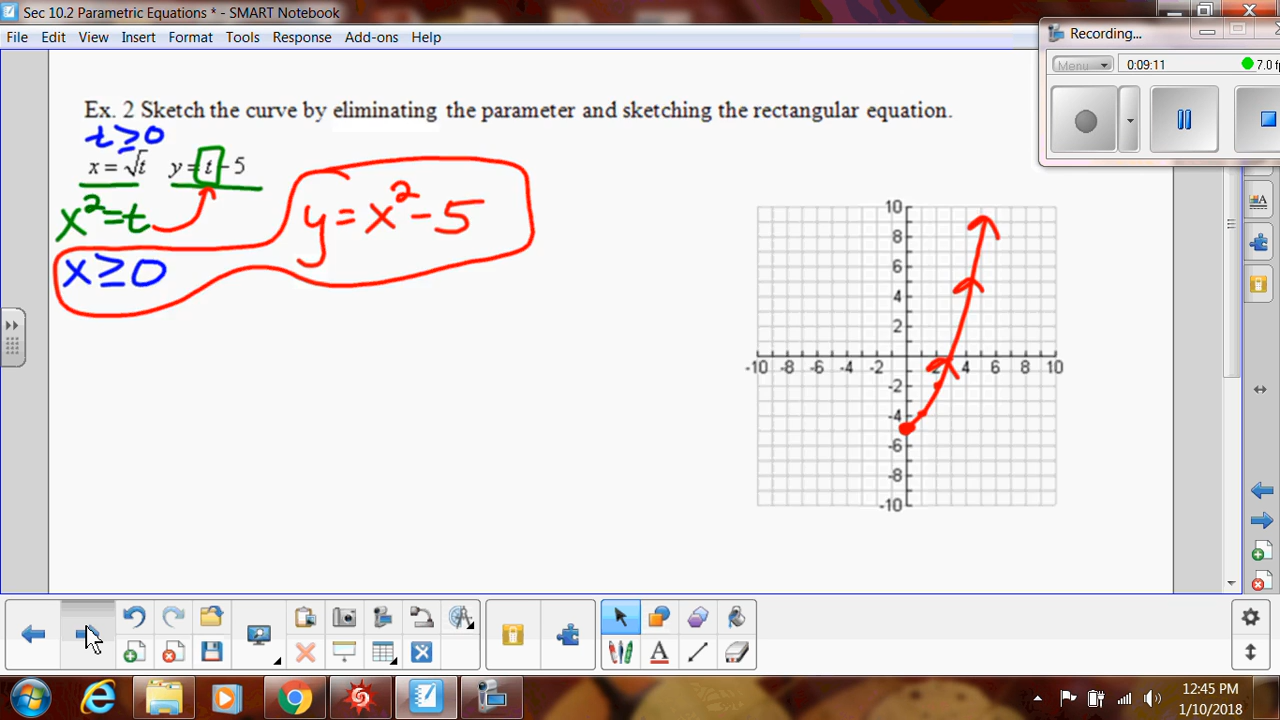 Sec 10.2 Parametric Equations * - SMART Notebook
File Edit View Insert Format Tools Response Add-ons Help
Recording...
Menu 0:09:11 7.0 f
Ex. 2 Sketch the curve by eliminating the parameter and sketching the rectangular equation.
t ≥ 0
x = √t y = t - 5
x² = t
y = x² - 5
x ≥ 0
10
8
6
4
2
-10 -8 -6 -4 -2 2 4 6 8 10
-2
-4
-6
-8
-10
A
12:45 PM
1/10/2018